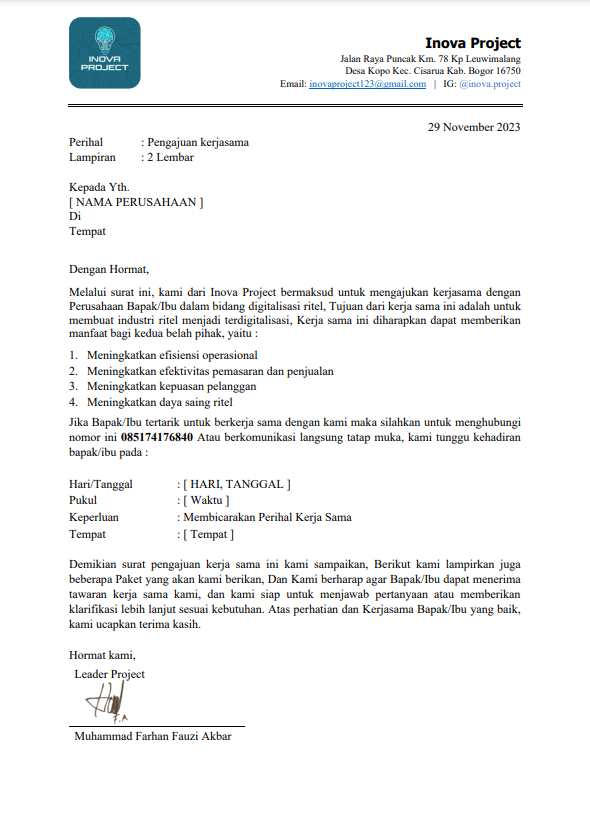 INOVA
PROJECT
Inova Project
Jalan Raya Puncak Km. 78 Kp Leuwimalang
Desa Kopo Kec. Cisarua Kab. Bogor 16750
Email: inovaproject123@gmail.com | IG: @inova.project
29 November 2023
Perihal : Pengajuan kerjasama
Lampiran : 2 Lembar
Kepada Yth.
[ NAMA PERUSAHAAN ]
Di
Tempat
Dengan Hormat,
Melalui surat ini, kami dari Inova Project bermaksud untuk mengajukan kerjasama dengan
Perusahaan Bapak/Ibu dalam bidang digitalisasi ritel, Tujuan dari kerja sama ini adalah untuk
membuat industri ritel menjadi terdigitalisasi, Kerja sama ini diharapkan dapat memberikan
manfaat bagi kedua belah pihak, yaitu :
1. Meningkatkan efisiensi operasional
2. Meningkatkan efektivitas pemasaran dan penjualan
3. Meningkatkan kepuasan pelanggan
4. Meningkatkan daya saing ritel
Jika Bapak/Ibu tertarik untuk berkerja sama dengan kami maka silahkan untuk menghubungi
nomor ini 085174176840 Atau berkomunikasi langsung tatap muka, kami tunggu kehadiran
bapak/ibu pada :
Hari/Tanggal : [ HARI, TANGGAL ]
Pukul : [ Waktu ]
Keperluan : Membicarakan Perihal Kerja Sama
Tempat : [ Tempat ]
Demikian surat pengajuan kerja sama ini kami sampaikan, Berikut kami lampirkan juga
beberapa Paket yang akan kami berikan, Dan Kami berharap agar Bapak/Ibu dapat menerima
tawaran kerja sama kami, dan kami siap untuk menjawab pertanyaan atau memberikan
klarifikasi lebih lanjut sesuai kebutuhan. Atas perhatian dan Kerjasama Bapak/Ibu yang baik,
kami ucapkan terima kasih.
Hormat kami,
Leader Project
Muhammad Farhan Fauzi Akbar